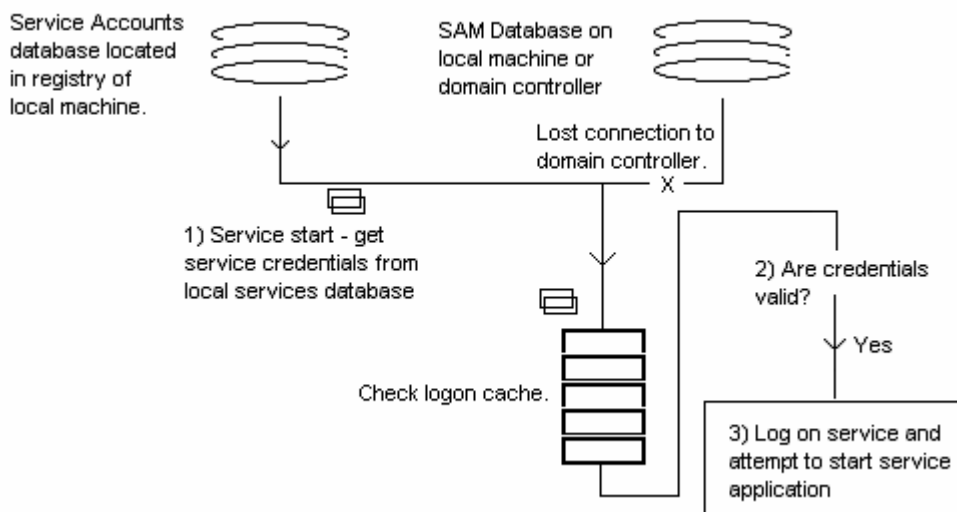 Service Accounts
database located
in registry of
local machine.
SAM Database on
local machine or
domain controller
Lost connection to
domain controller.
X
1) Service start - get
service credentials from
local services database
2) Are credentials
valid?
Yes
Check logon cache.
3) Log on service and
attempt to start service
application